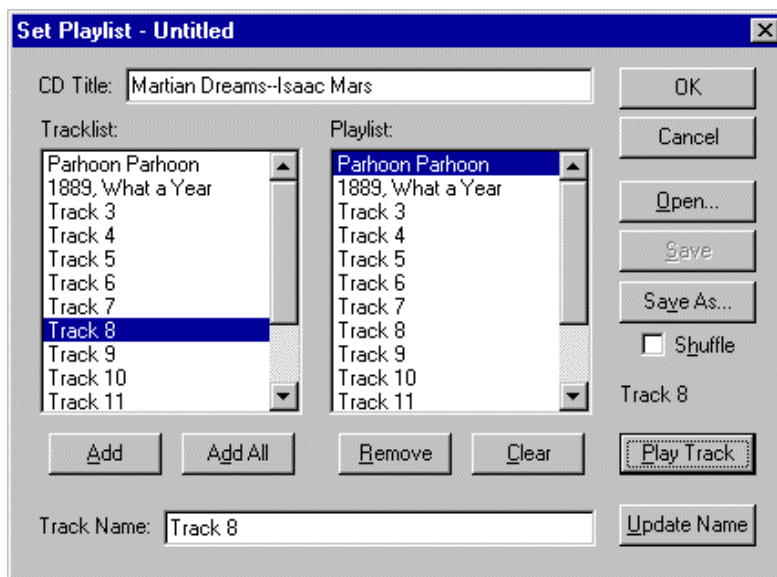 Set Playlist - Untitled
CD Title: Martian Dreams--Isaac Mars
OK
Tracklist:
Playlist:
Cancel
Parhoon Parhoon
1889, What a Year
Track 3
Track 4
Track 5
Track 6
Track 7
Track 8
Track 9
Track 10
Track 11
Parhoon Parhoon
1889, What a Year
Track 3
Track 4
Track 5
Track 6
Track 7
Track 8
Track 9
Track 10
Track 11
Open...
Save
Save As...
Shuffle
Track 8
Add
Add All
Remove
Clear
Play Track
Track Name: Track 8
Update Name